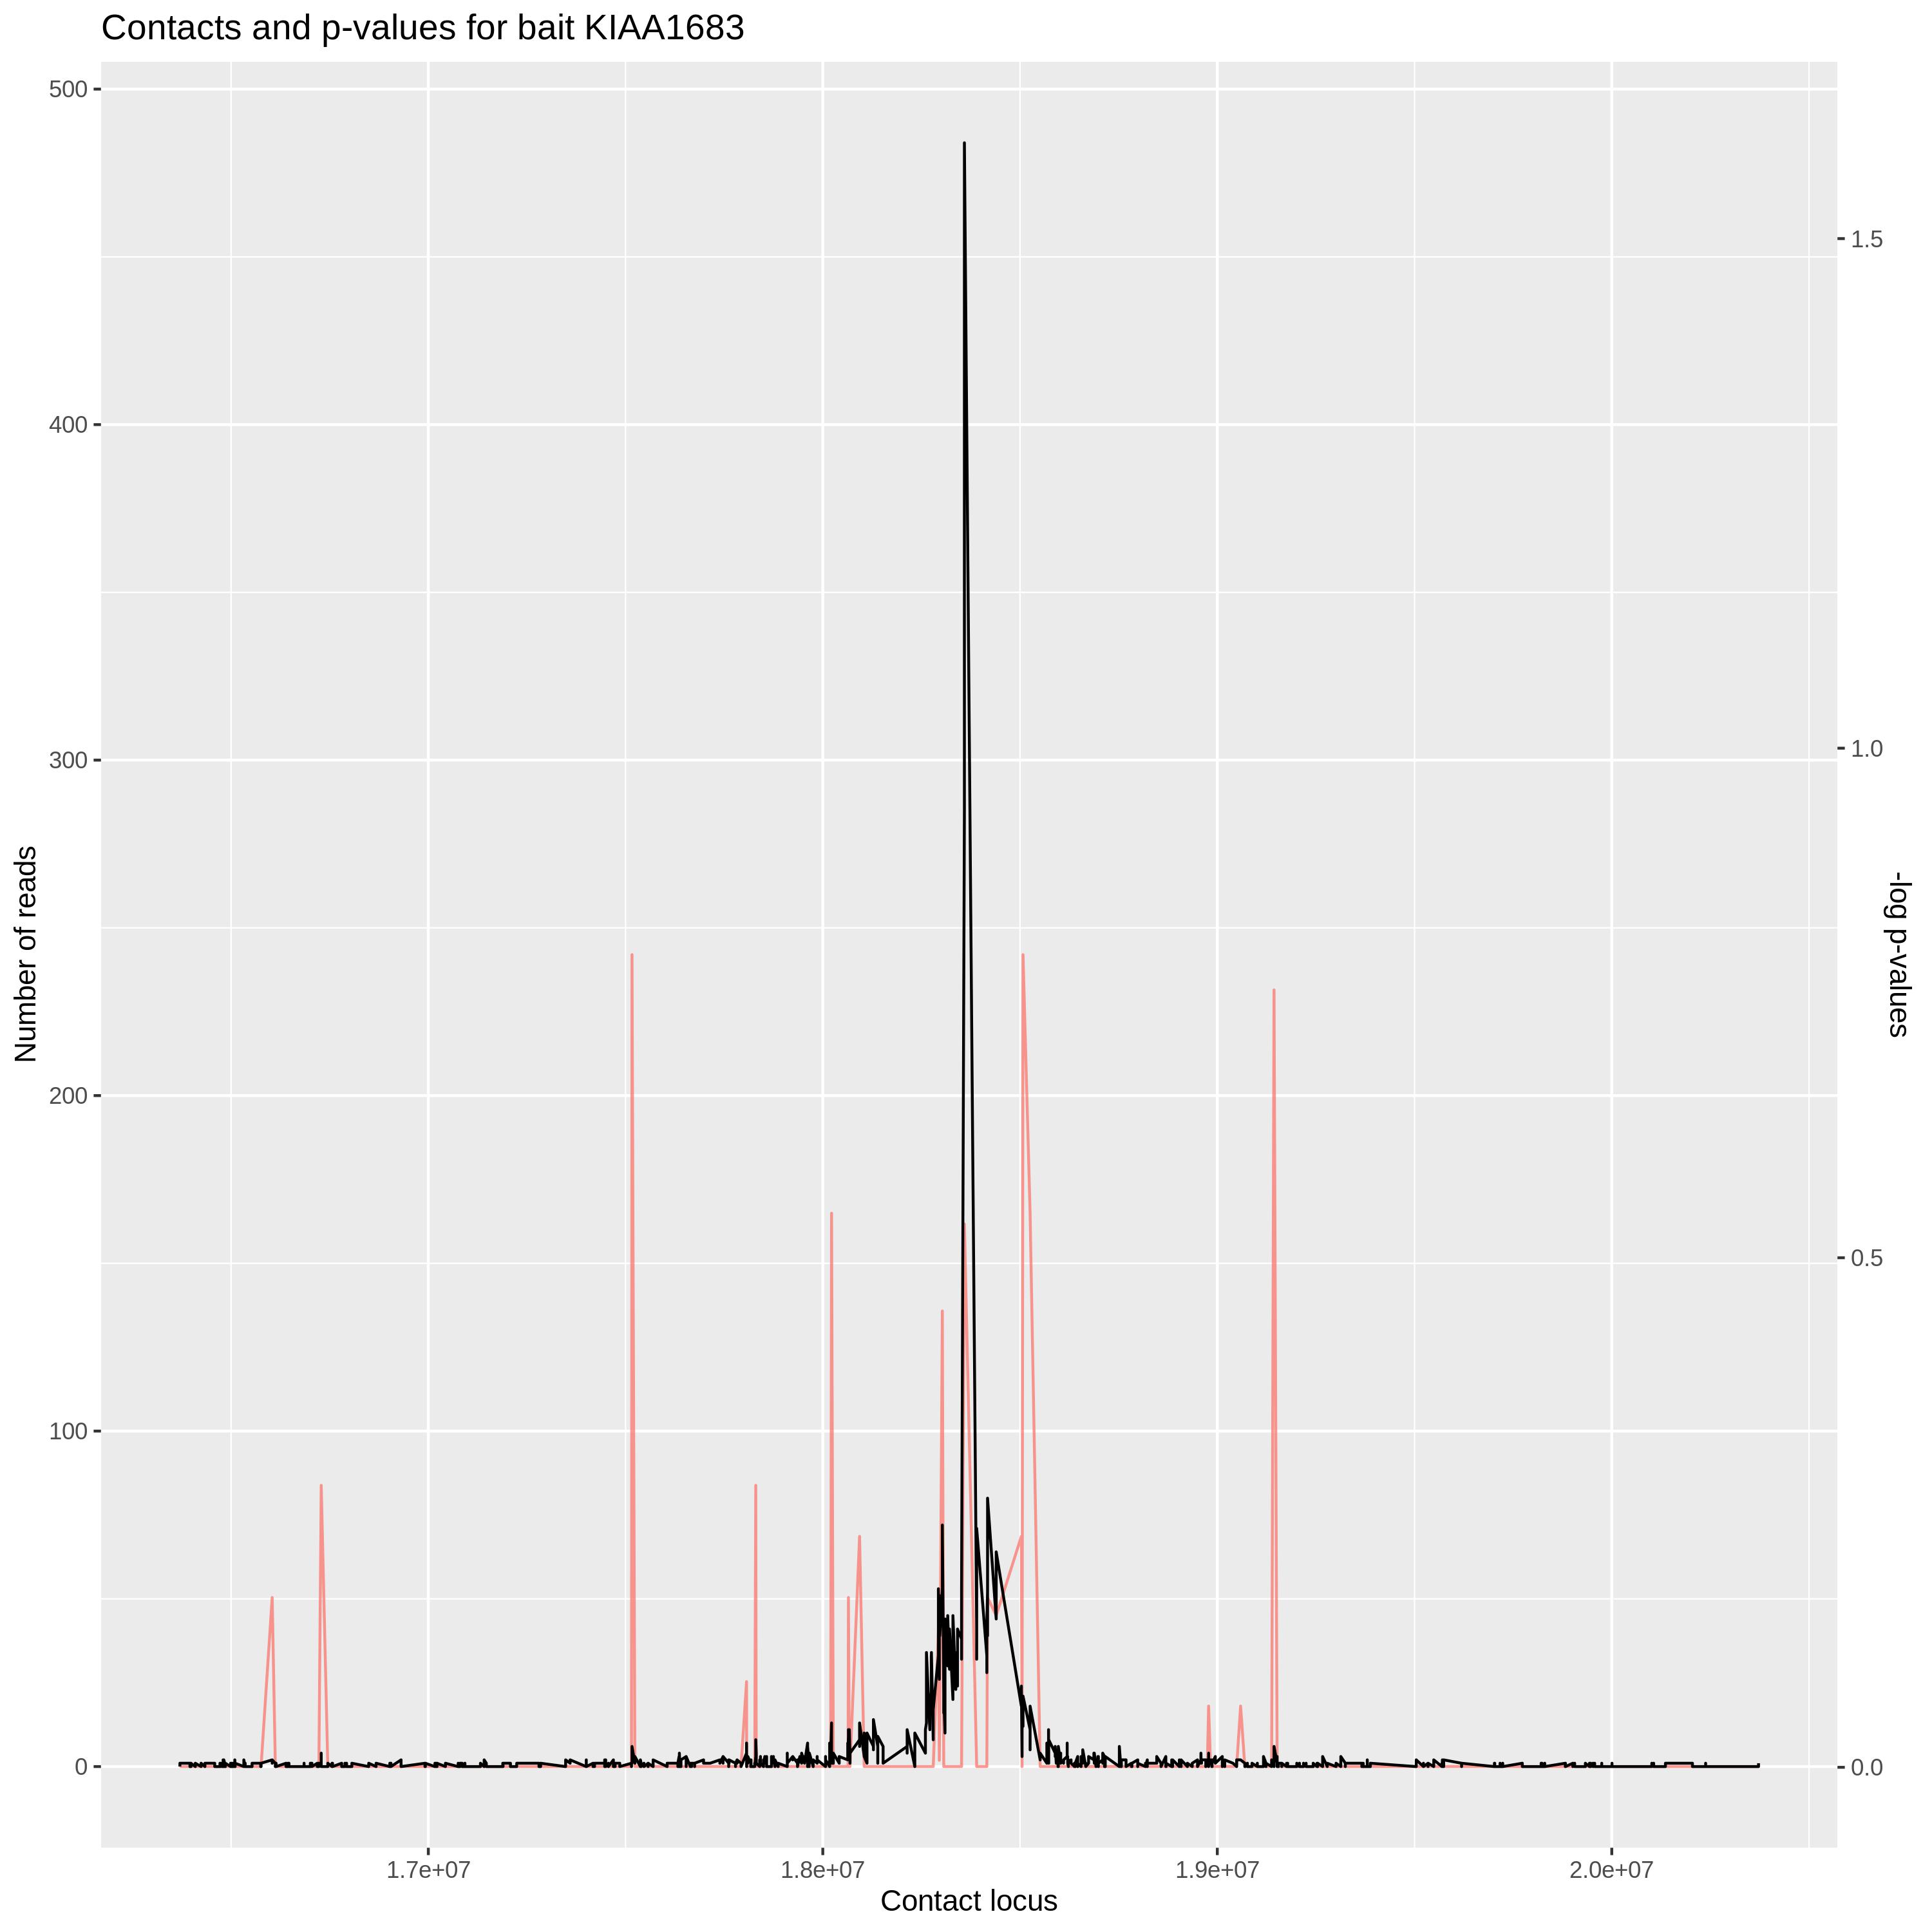 Contacts and p-values for bait KIAA1683
500
400
300
200
100
0
Number of reads
1.5
1.0
0.5
0.0
-log p-values
1.7e+07
1.8e+07
1.9e+07
2.0e+07
Contact locus